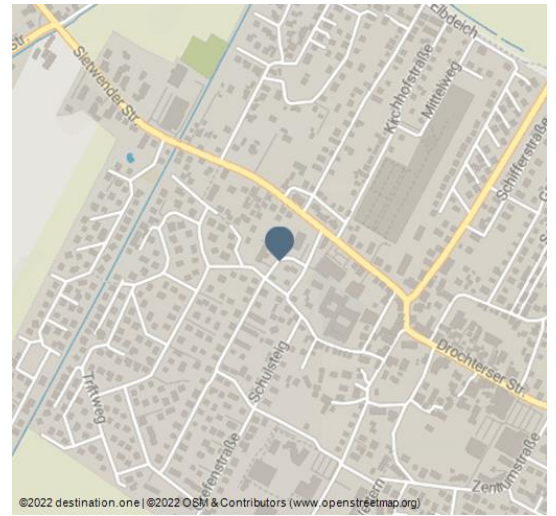 Elbdeich
Str.
Stietwender Str.
Kirchhofstraße
Mittelweg
Schifferstraße
Drochterser Str.
Schulsteig
Triftweg
Zentrumstraße
©2022 destination.one | ©2022 OSM & Contributors (www.openstreetmap.org)